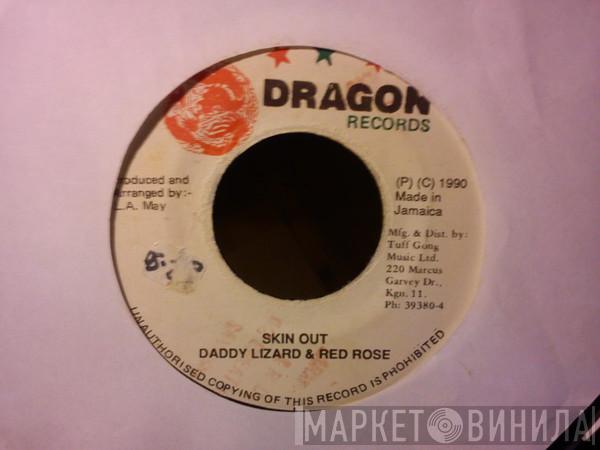 DRAGON
RECORDS
oduced and
rranged by:-
L.A. May
(P) (C) 1990
Made in
Jamaica
Mfg. & Dist. by:
Tuff Gong
Music Ltd.
220 Marcus
Garvey Dr.,
Kgn. 11.
Ph: 39380-4
SKIN OUT
DADDY LIZARD & RED ROSE
UNAUTHORISED COPYING OF THIS RECORD IS PROHIBITED
МАРКЕТ ВИНИЛА